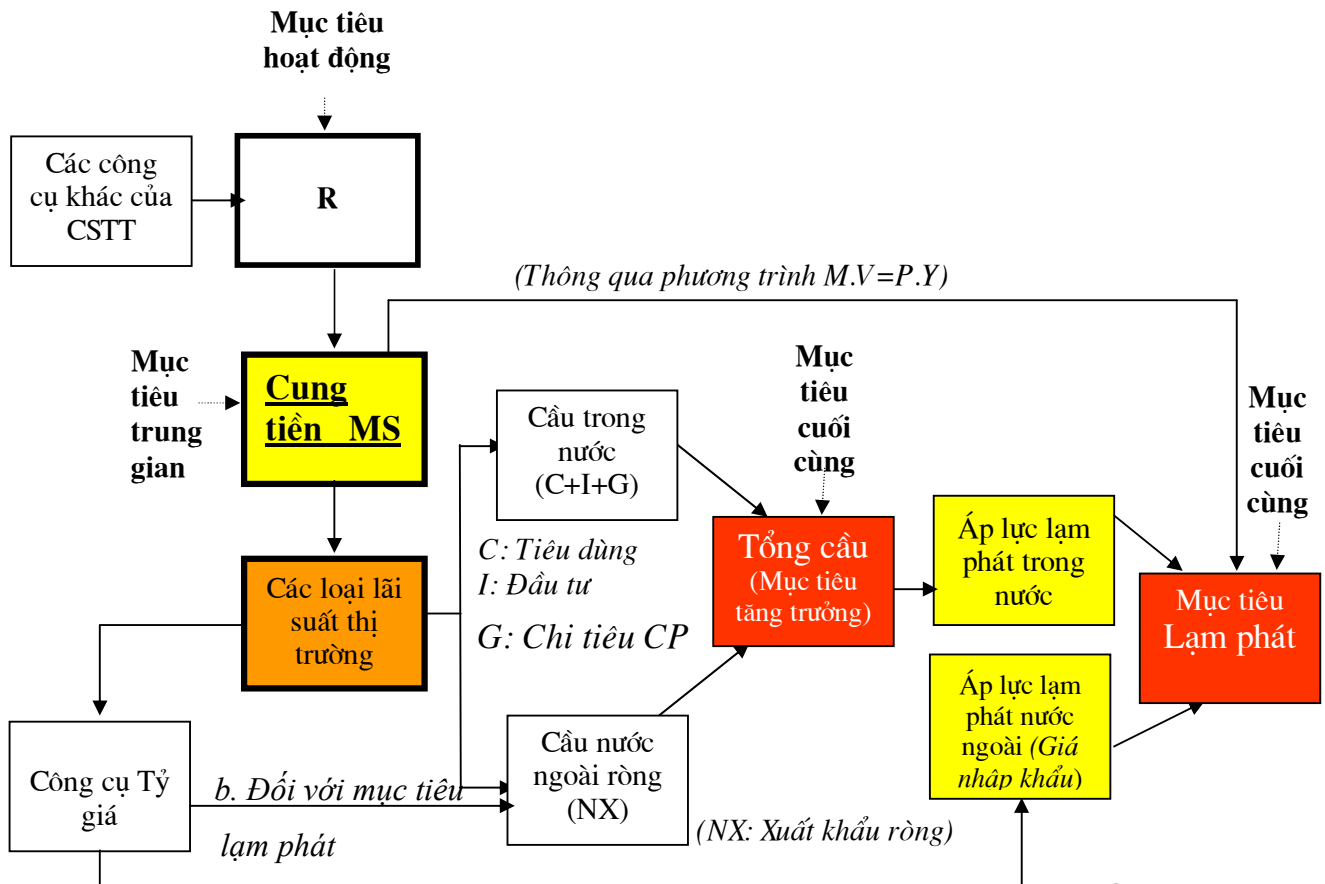 Mục tiêu
hoạt động
Các công
cụ khác của
CSTT
R
(Thông qua phương trình M.V=P.Y)
Mục
tiêu
trung
gian
Cung
tiền MS
Cầu trong
nước
(C+I+G)
Mục
tiêu
cuối
cùng
Mục
tiêu
cuối
cùng
C: Tiêu dùng
I: Đầu tư
G: Chi tiêu CP
Các loại lãi
suất thị
trường
Tổng cầu
(Mục tiêu
tăng trưởng)
Áp lực lạm
phát trong
nước
Mục tiêu
Lạm phát
Áp lực lạm
phát nước
ngoài (Giá
nhập khẩu)
Công cụ Tỷ
giá
b. Đối với mục tiêu
lạm phát
Cầu nước
ngoài ròng
(NX)
(NX: Xuất khẩu ròng)